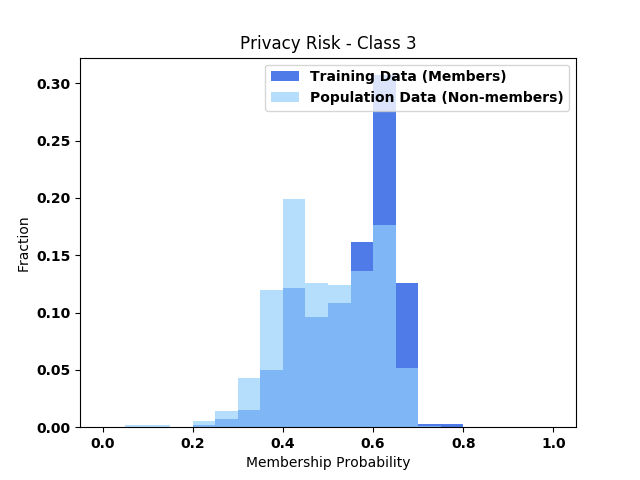 Privacy Risk - Class 3
Training Data (Members)
Population Data (Non-members)
0.30
0.25
0.20
0.15
0.10
0.05
0.00
Fraction
0.0 0.2 0.4 0.6 0.8 1.0
Membership Probability